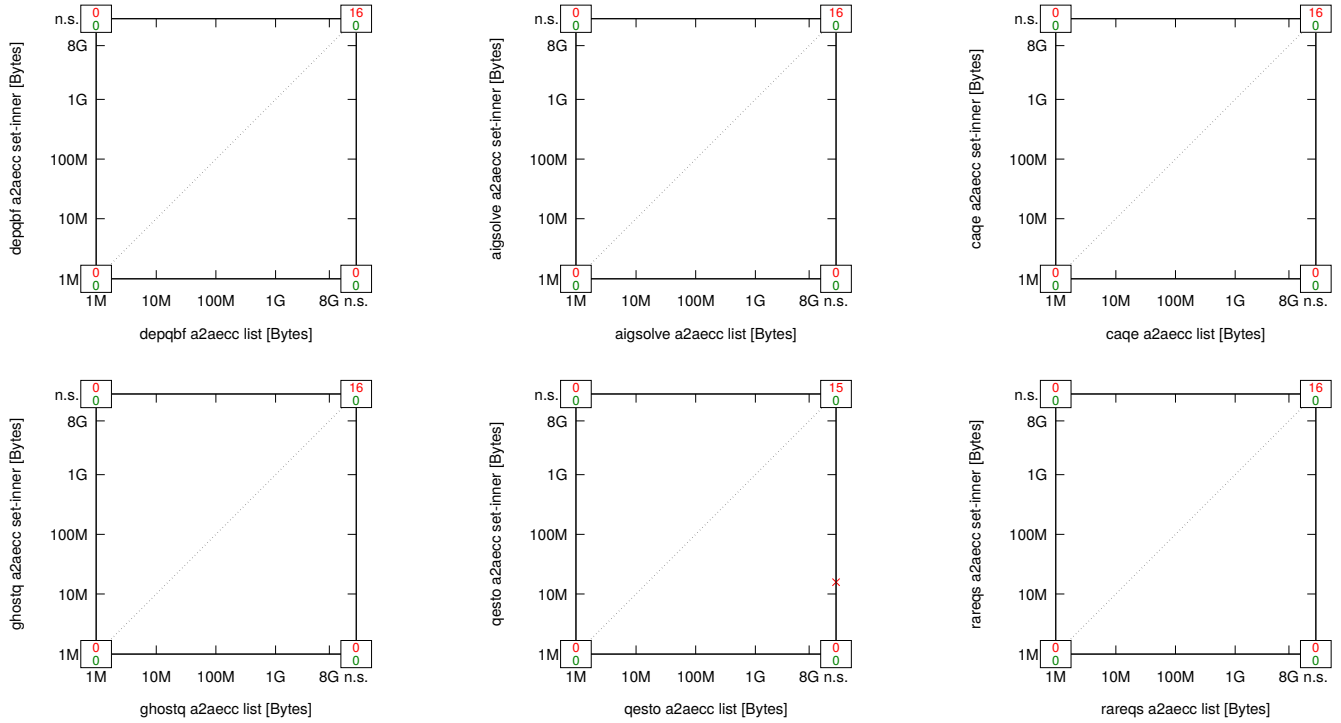 depqbf a2aecc set-inner [Bytes]
n.s.
8G
1G
100M
10M
1M
0
0
16
0
0
0
0
0
1M 10M 100M 1G 8G n.s.
depqbf a2aecc list [Bytes]
aigsolve a2aecc set-inner [Bytes]
n.s.
8G
1G
100M
10M
1M
0
0
16
0
0
0
0
0
1M 10M 100M 1G 8G n.s.
aigsolve a2aecc list [Bytes]
caqe a2aecc set-inner [Bytes]
n.s.
8G
1G
100M
10M
1M
0
0
16
0
0
0
0
0
1M 10M 100M 1G 8G n.s.
caqe a2aecc list [Bytes]
ghostq a2aecc set-inner [Bytes]
n.s.
8G
1G
100M
10M
1M
0
0
16
0
0
0
0
0
1M 10M 100M 1G 8G n.s.
ghostq a2aecc list [Bytes]
qesto a2aecc set-inner [Bytes]
n.s.
8G
1G
100M
10M
1M
0
0
15
0
0
0
0
0
1M 10M 100M 1G 8G n.s.
qesto a2aecc list [Bytes]
rareqs a2aecc set-inner [Bytes]
n.s.
8G
1G
100M
10M
1M
0
0
16
0
0
0
0
0
1M 10M 100M 1G 8G n.s.
rareqs a2aecc list [Bytes]